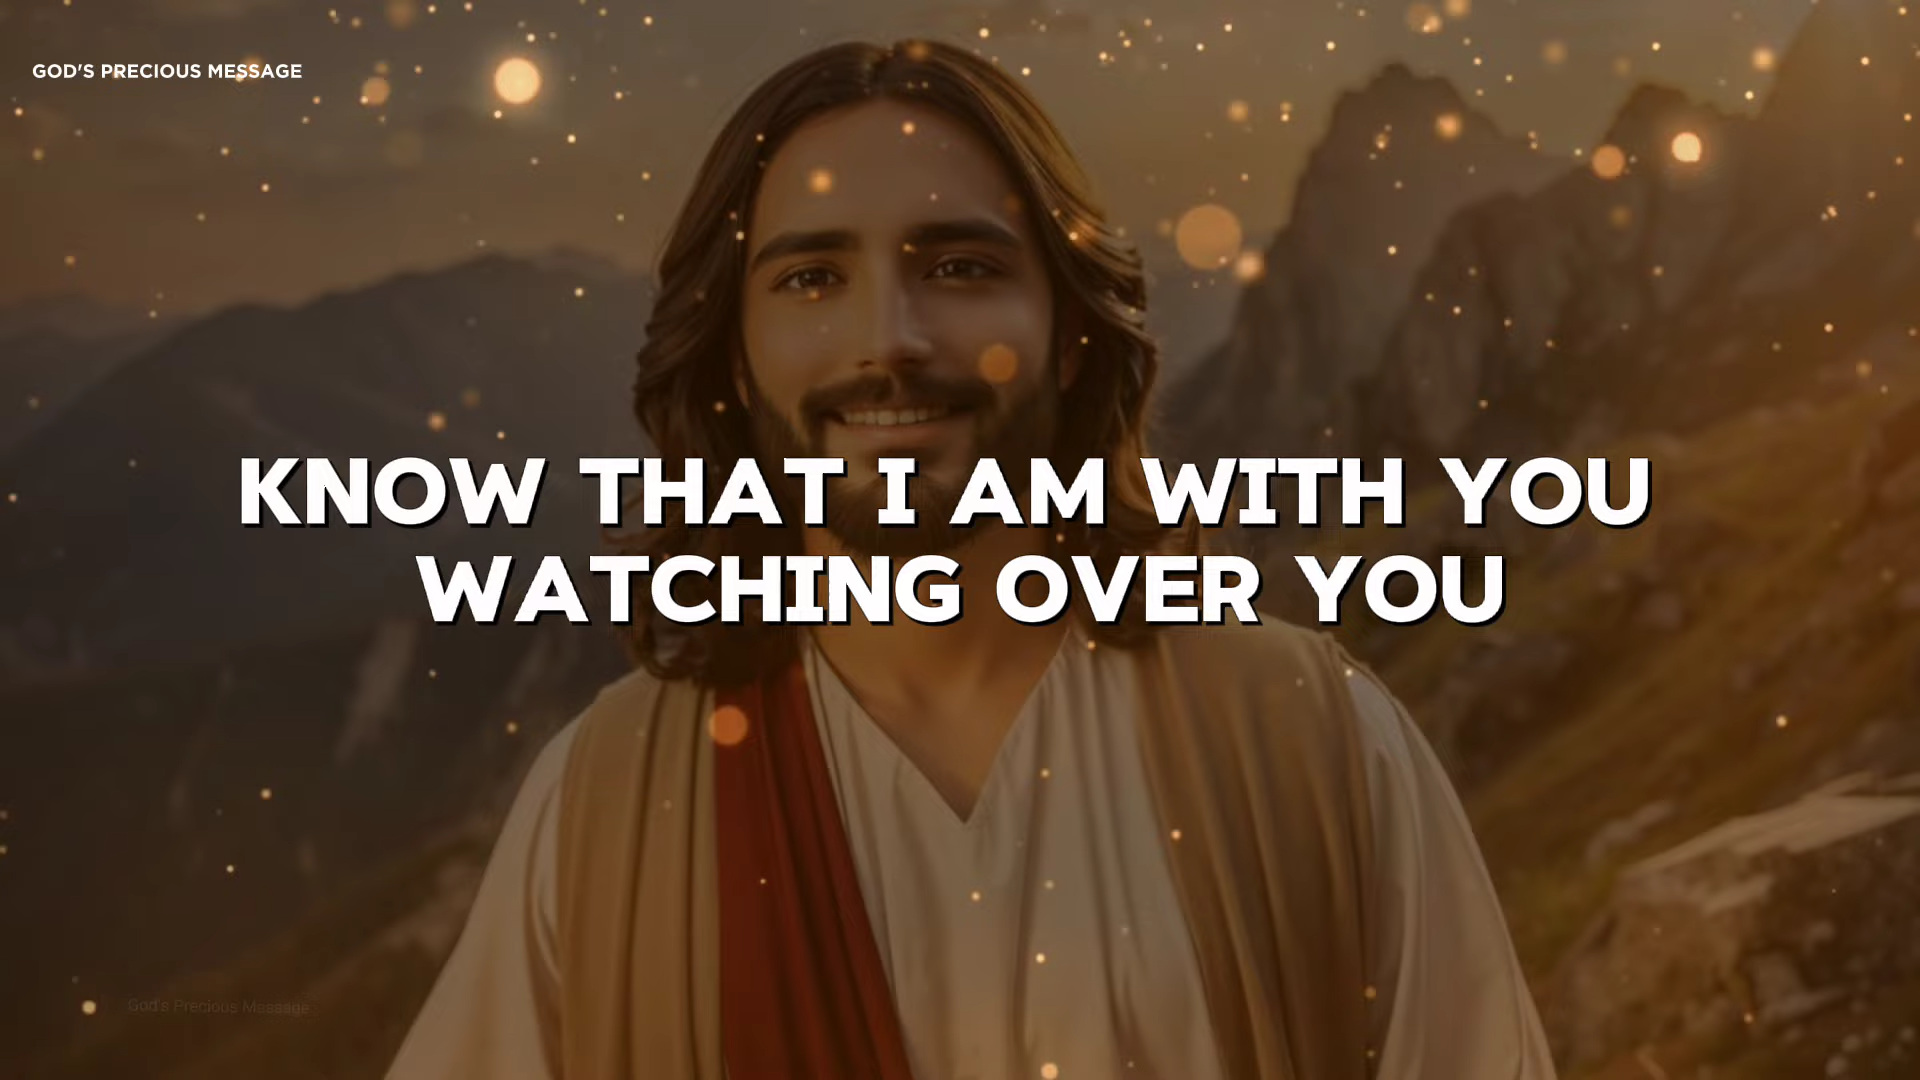 GOD'S PRECIOUS MESSAGE
KNOW THAT I AM WITH YOU
WATCHING OVER YOU
God's Precious Message